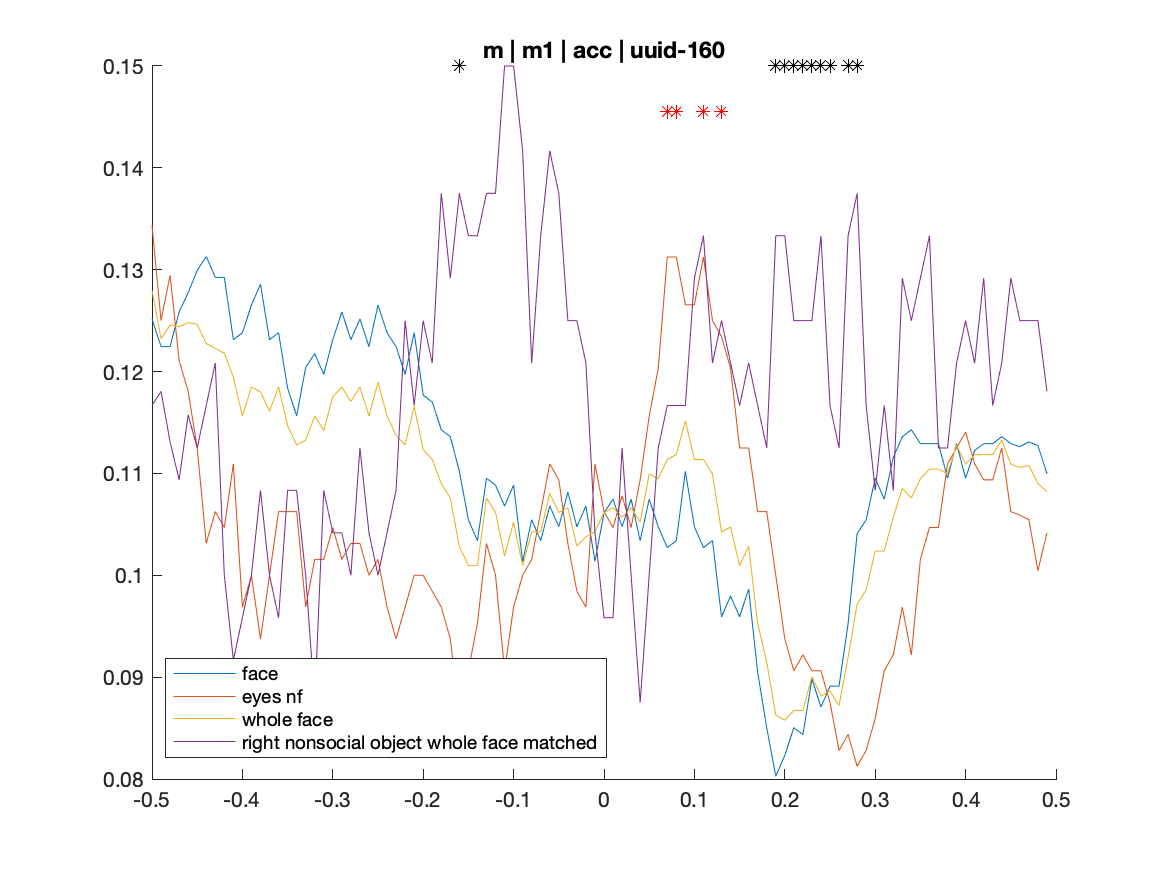 m | m1 | acc | uuid-160
0.15
0.14
0.13
0.12
0.11
0.1
0.09
0.08
face
eyes nf
whole face
right nonsocial object whole face matched
-0.5 -0.4 -0.3 -0.2 -0.1 0 0.1 0.2 0.3 0.4 0.5